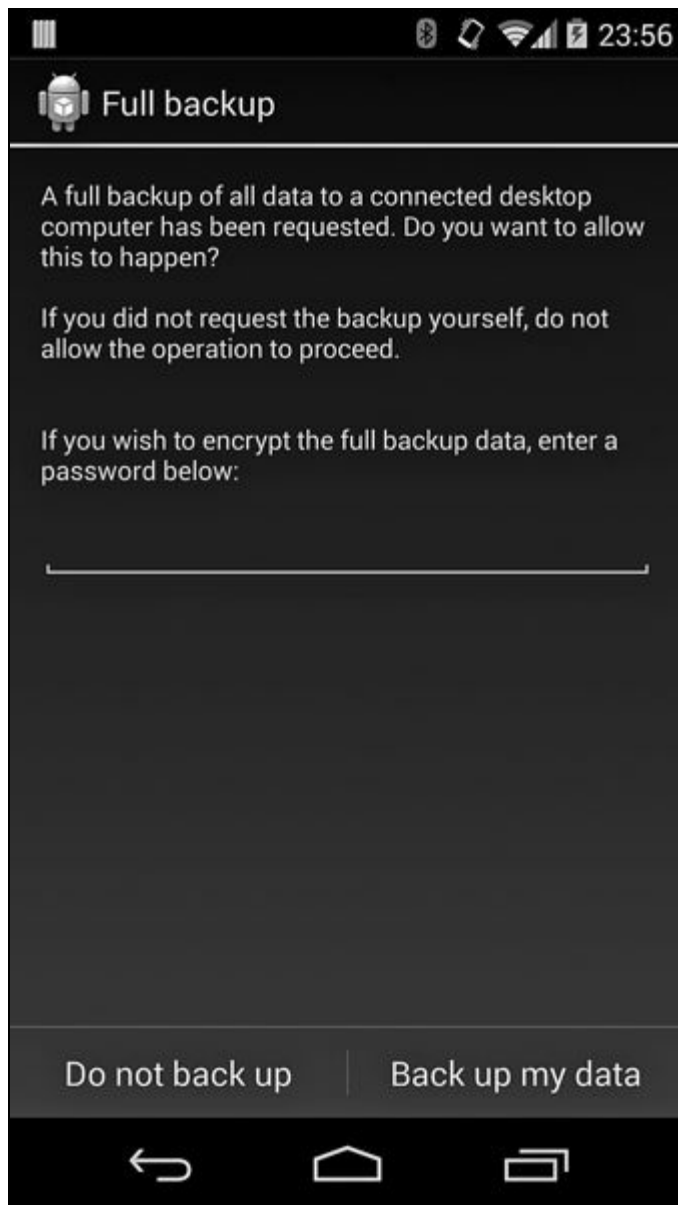 23:56
Full backup
A full backup of all data to a connected desktop
computer has been requested. Do you want to allow
this to happen?
If you did not request the backup yourself, do not
allow the operation to proceed.
If you wish to encrypt the full backup data, enter a
password below:
Do not back up
Back up my data